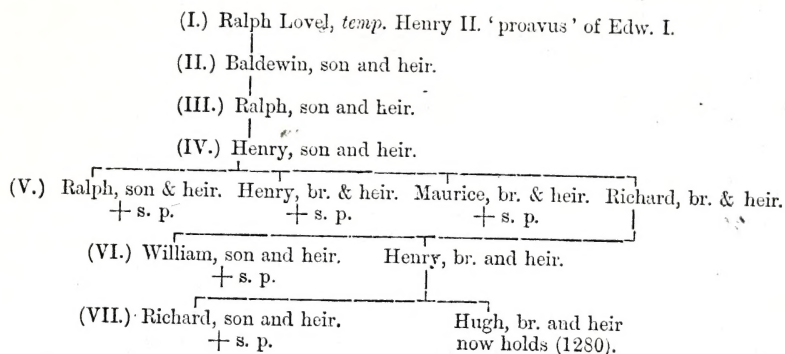 (I.) Ralph Lovel, temp. Henry II. ‘proavus’ of Edw. I.
(II.) Baldewin, son and heir.
(III.) Ralph, son and heir.
(IV.) Henry, son and heir.
(V.) Ralph, son & heir. Henry, br. & heir. Maurice, br. & heir. Richard, br. & heir.
+ s. p. + s. p. + s. p.
(VI.) William, son and heir. Henry, br. and heir.
+ s. p.
(VII.) Richard, son and heir. Hugh, br. and heir
+ s. p. now holds (1280).